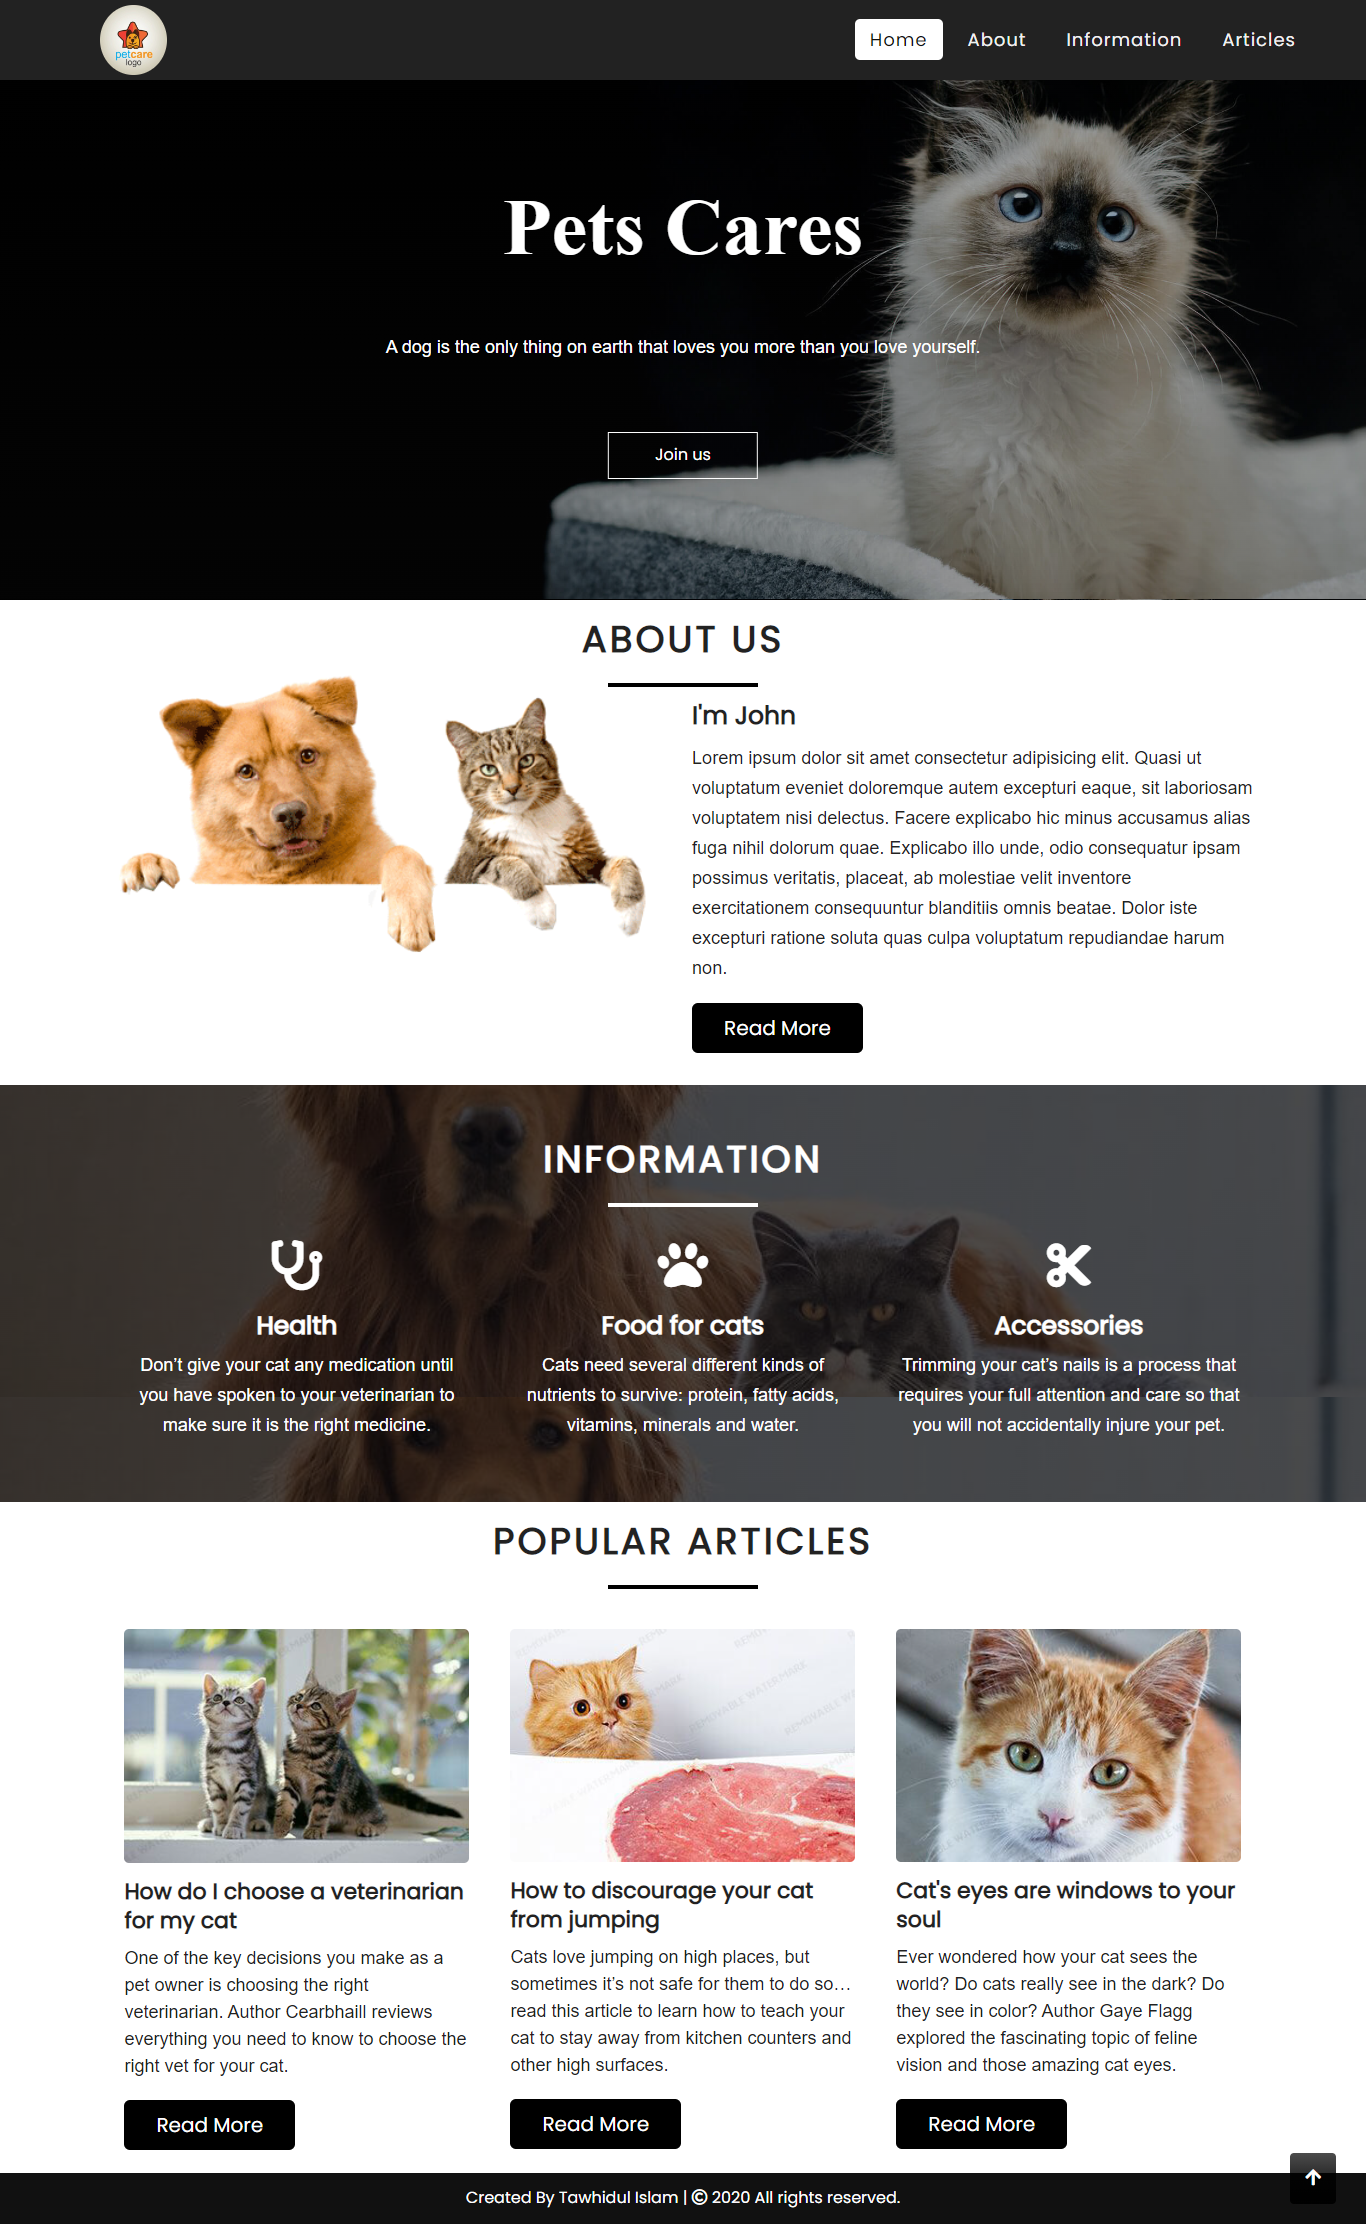 petcare
logo
Home
About
Information
Articles
Pets Cares
A dog is the only thing on earth that loves you more than you love yourself.
Join us
ABOUT US
I'm John
Lorem ipsum dolor sit amet consectetur adipisicing elit. Quasi ut
voluptatum eveniet doloremque autem excepturi eaque, sit laboriosam
voluptatem nisi delectus. Facere explicabo hic minus accusamus alias
fuga nihil dolorum quae. Explicabo illo unde, odio consequatur ipsam
possimus veritatis, placeat, ab molestiae velit inventore
exercitationem consequuntur blanditiis omnis beatae. Dolor iste
excepturi ratione soluta quas culpa voluptatum repudiandae harum
non.
Read More
INFORMATION
Health
Don’t give your cat any medication until
you have spoken to your veterinarian to
make sure it is the right medicine.
Food for cats
Cats need several different kinds of
nutrients to survive: protein, fatty acids,
vitamins, minerals and water.
Accessories
Trimming your cat’s nails is a process that
requires your full attention and care so that
you will not accidentally injure your pet.
POPULAR ARTICLES
REMOVABLE WATERMARK
How do I choose a veterinarian
for my cat
One of the key decisions you make as a
pet owner is choosing the right
veterinarian. Author Cearbhaill reviews
everything you need to know to choose the
right vet for your cat.
Read More
How to discourage your cat
from jumping
Cats love jumping on high places, but
sometimes it’s not safe for them to do so…
read this article to learn how to teach your
cat to stay away from kitchen counters and
other high surfaces.
Read More
Cat's eyes are windows to your
soul
Ever wondered how your cat sees the
world? Do cats really see in the dark? Do
they see in color? Author Gaye Flagg
explored the fascinating topic of feline
vision and those amazing cat eyes.
Read More
Created By Tawhidul Islam | © 2020 All rights reserved.